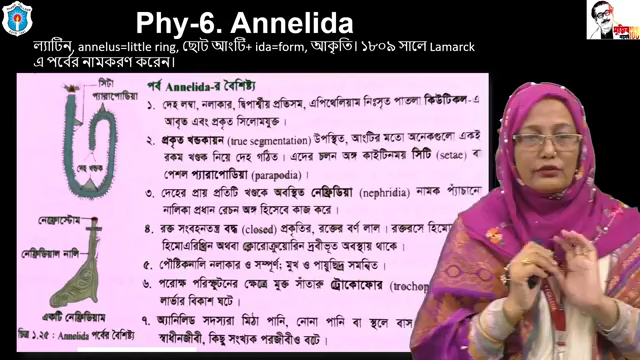 Phy-6. Annelida
ল্যাটিন, annelus=little ring, ছোট আংটি+ ida=form, আকৃতি। ১৮০৯ সালে Lamarck
এ পর্বের নামকরণ করেন।
সিটা
প্যারাপোডিয়া
দেহ খন্ডক
নেফ্রোস্টোম
নেফ্রিডিয়াল নালি
একটি নেফ্রিডিয়াম
চিত্র ১.২৫ : Annelida পর্বের বৈশিষ্ট্য
পর্ব Annelida-র বৈশিষ্ট্য
১. দেহ লম্বা, নলাকার, দ্বিপার্শ্বীয় প্রতিসম, এপিথেলিয়াম নিঃসৃত পাতলা কিউটিকল-এ
আবৃত এবং প্রকৃত সিলোমযুক্ত।
২. প্রকৃত খন্ডকায়ন (true segmentation) উপস্থিত, আংটির মতো অনেকগুলো একই
রকম খণ্ডক নিয়ে দেহ গঠিত। এদের চলন অঙ্গ কাইটিনময় সিটি (setae) বা
পেশল প্যারাপোডিয়া (parapodia)।
৩. দেহের প্রায় প্রতিটি খণ্ডকে অবস্থিত নেফ্রিডিয়া (nephridia) নামক প্যাঁচানো
নালিকা প্রধান রেচন অঙ্গ হিসেবে কাজ করে।
৪. রক্ত সংবহনতন্ত্র বদ্ধ (closed) প্রকৃতির, রক্তের বর্ণ লাল। রক্তরসে
হিমোএরিথ্রিন অথবা ক্লোরোক্রুয়োরিন দ্রবীভূত অবস্থায় থাকে।
৫. পৌষ্টিকনালি নলাকার ও সম্পূর্ণ; মুখ ও পায়ুছিদ্র সমন্বিত।
৬. পরোক্ষ পরিস্ফুটনের ক্ষেত্রে মুক্ত সাঁতারু ট্রোকোফোর
লার্ভার বিকাশ ঘটে।
৭. অ্যানিলিড সদস্যরা মিঠা পানি, নোনা পানি বা স্থলে
স্বাধীনজীবী, কিছু সংখ্যক পরজীবীও বটে।